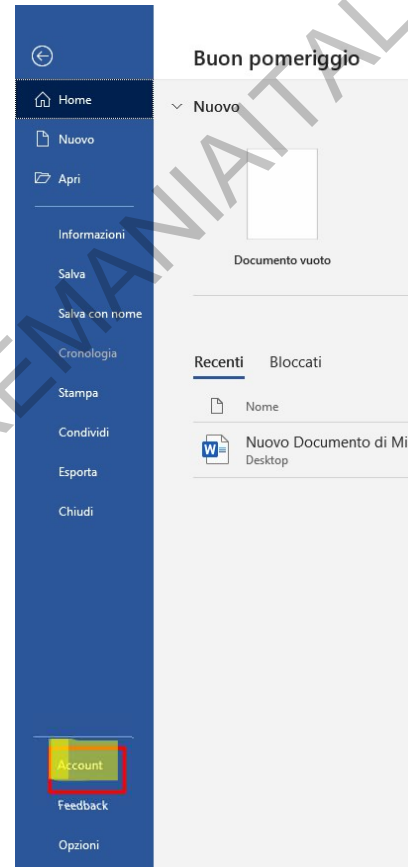 Buon pomeriggio
Home
Nuovo
Nuovo
Apri
Informazioni
Documento vuoto
Salva
Salva con nome
Cronologia
Recenti Bloccati
Stampa
Nome
Condividi
Nuovo Documento di Mi
Desktop
Esporta
Chiudi
Account
Feedback
Opzioni
EMANIAITAL